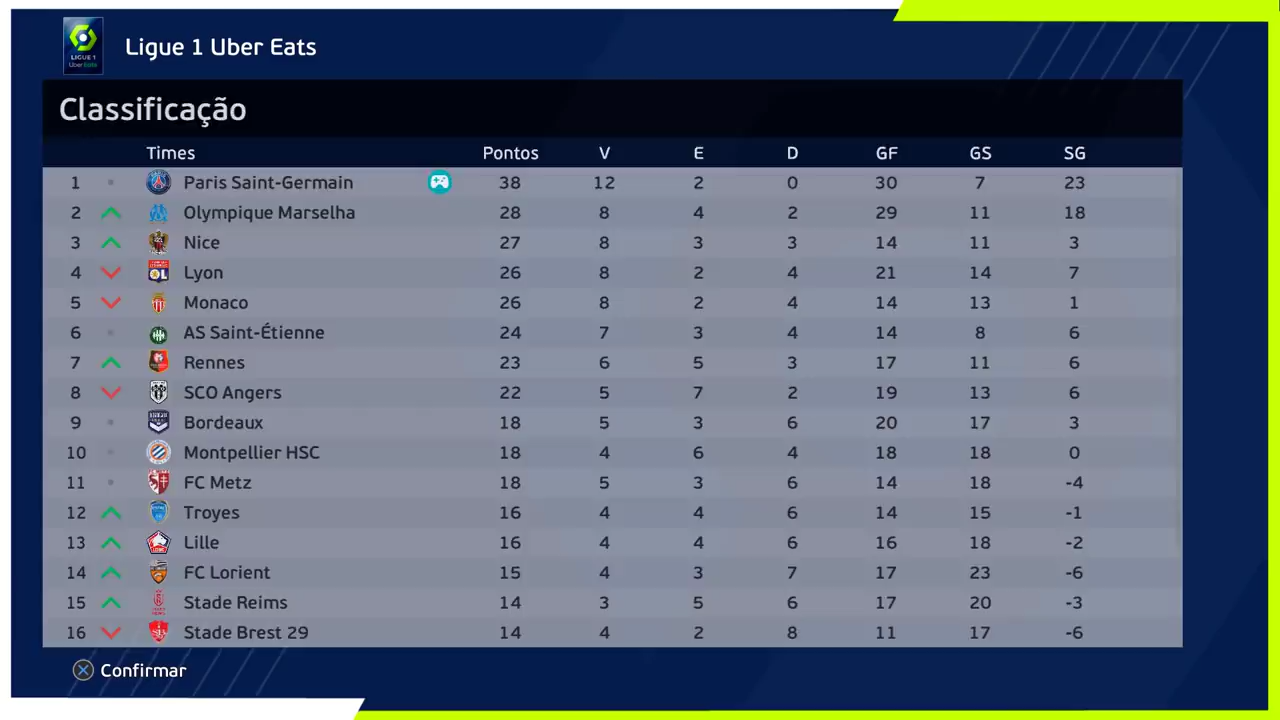 LIGUE 1
Uber Eats
Ligue 1 Uber Eats
Classificação
Times Pontos V E D GF GS SG
1 Paris Saint-Germain 38 12 2 0 30 7 23
2 Olympique Marselha 28 8 4 2 29 11 18
3 Nice 27 8 3 3 14 11 3
4 Lyon 26 8 2 4 21 14 7
5 Monaco 26 8 2 4 14 13 1
6 AS Saint-Étienne 24 7 3 4 14 8 6
7 Rennes 23 6 5 3 17 11 6
8 SCO Angers 22 5 7 2 19 13 6
9 Bordeaux 18 5 3 6 20 17 3
10 Montpellier HSC 18 4 6 4 18 18 0
11 FC Metz 18 5 3 6 14 18 -4
12 Troyes 16 4 4 6 14 15 -1
13 Lille 16 4 4 6 16 18 -2
14 FC Lorient 15 4 3 7 17 23 -6
15 Stade Reims 14 3 5 6 17 20 -3
16 Stade Brest 29 14 4 2 8 11 17 -6
Confirmar